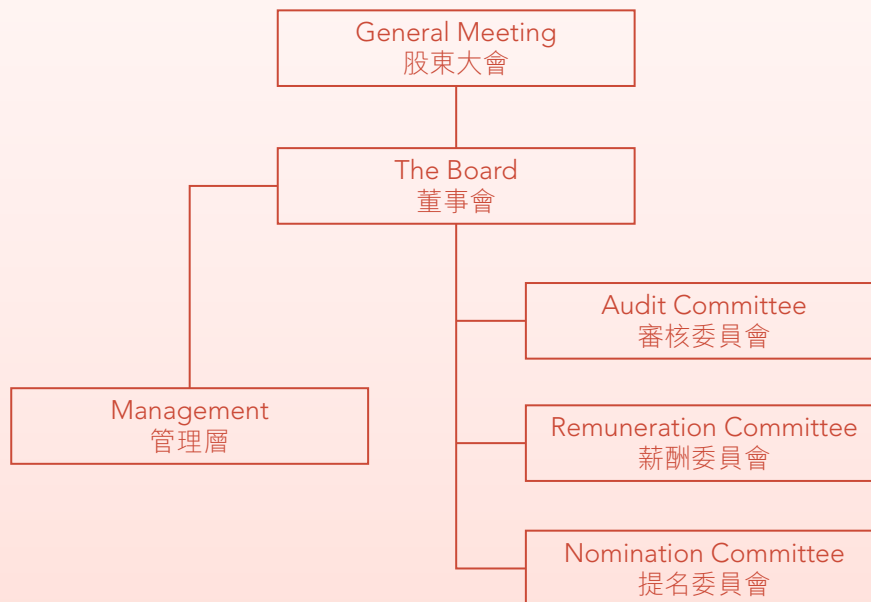 General Meeting
股東大會
The Board
董事會
Audit Committee
審核委員會
Management
管理層
Remuneration Committee
薪酬委員會
Nomination Committee
提名委員會